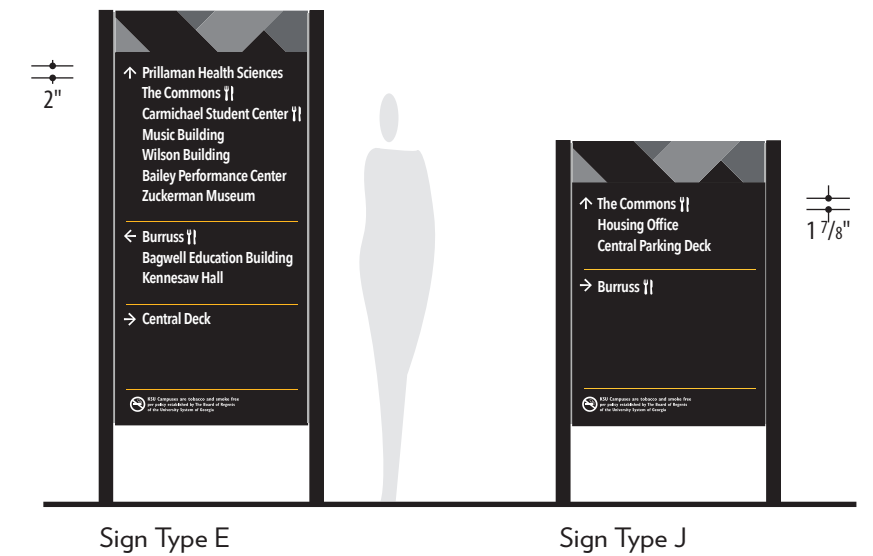 2"
↑ Prillaman Health Sciences
The Commons
Carmichael Student Center
Music Building
Wilson Building
Bailey Performance Center
Zuckerman Museum
← Burruss
Bagwell Education Building
Kennesaw Hall
→ Central Deck
KSU Campuses are tobacco and smoke free
per policy established by The Board of Regents
of the University System of Georgia
Sign Type E
↑ The Commons
Housing Office
Central Parking Deck
→ Burruss
KSU Campuses are tobacco and smoke free
per policy established by The Board of Regents
of the University System of Georgia
1 7/8"
Sign Type J